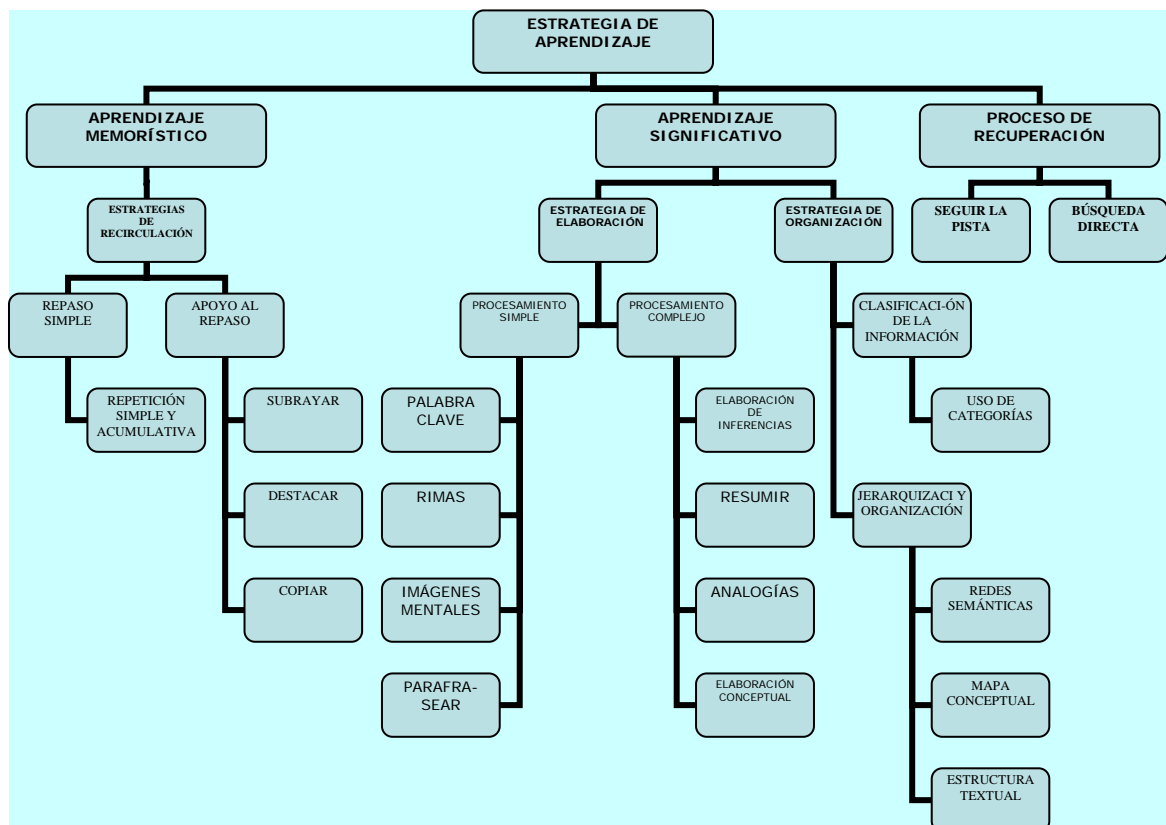 ESTRATEGIA DE
APRENDIZAJE
APRENDIZAJE
MEMORÍSTICO
APRENDIZAJE
SIGNIFICATIVO
PROCESO DE
RECUPERACIÓN
ESTRATEGIAS
DE
RECIRCULACIÓN
ESTRATEGIA DE
ELABORACIÓN
ESTRATEGIA DE
ORGANIZACIÓN
SEGUIR LA
PISTA
BÚSQUEDA
DIRECTA
REPASO
SIMPLE
APOYO AL
REPASO
PROCESAMIENTO
SIMPLE
PROCESAMIENTO
COMPLEJO
CLASIFICACI-ÓN
DE LA
INFORMACIÓN
REPETICIÓN
SIMPLE Y
ACUMULATIVA
SUBRAYAR
PALABRA
CLAVE
ELABORACIÓN
DE
INFERENCIAS
USO DE
CATEGORÍAS
DESTACAR
RIMAS
RESUMIR
JERARQUIZACI Y
ORGANIZACIÓN
COPIAR
IMÁGENES
MENTALES
ANALOGÍAS
REDES
SEMÁNTICAS
PARAFRA-
SEAR
ELABORACIÓN
CONCEPTUAL
MAPA
CONCEPTUAL
ESTRUCTURA
TEXTUAL